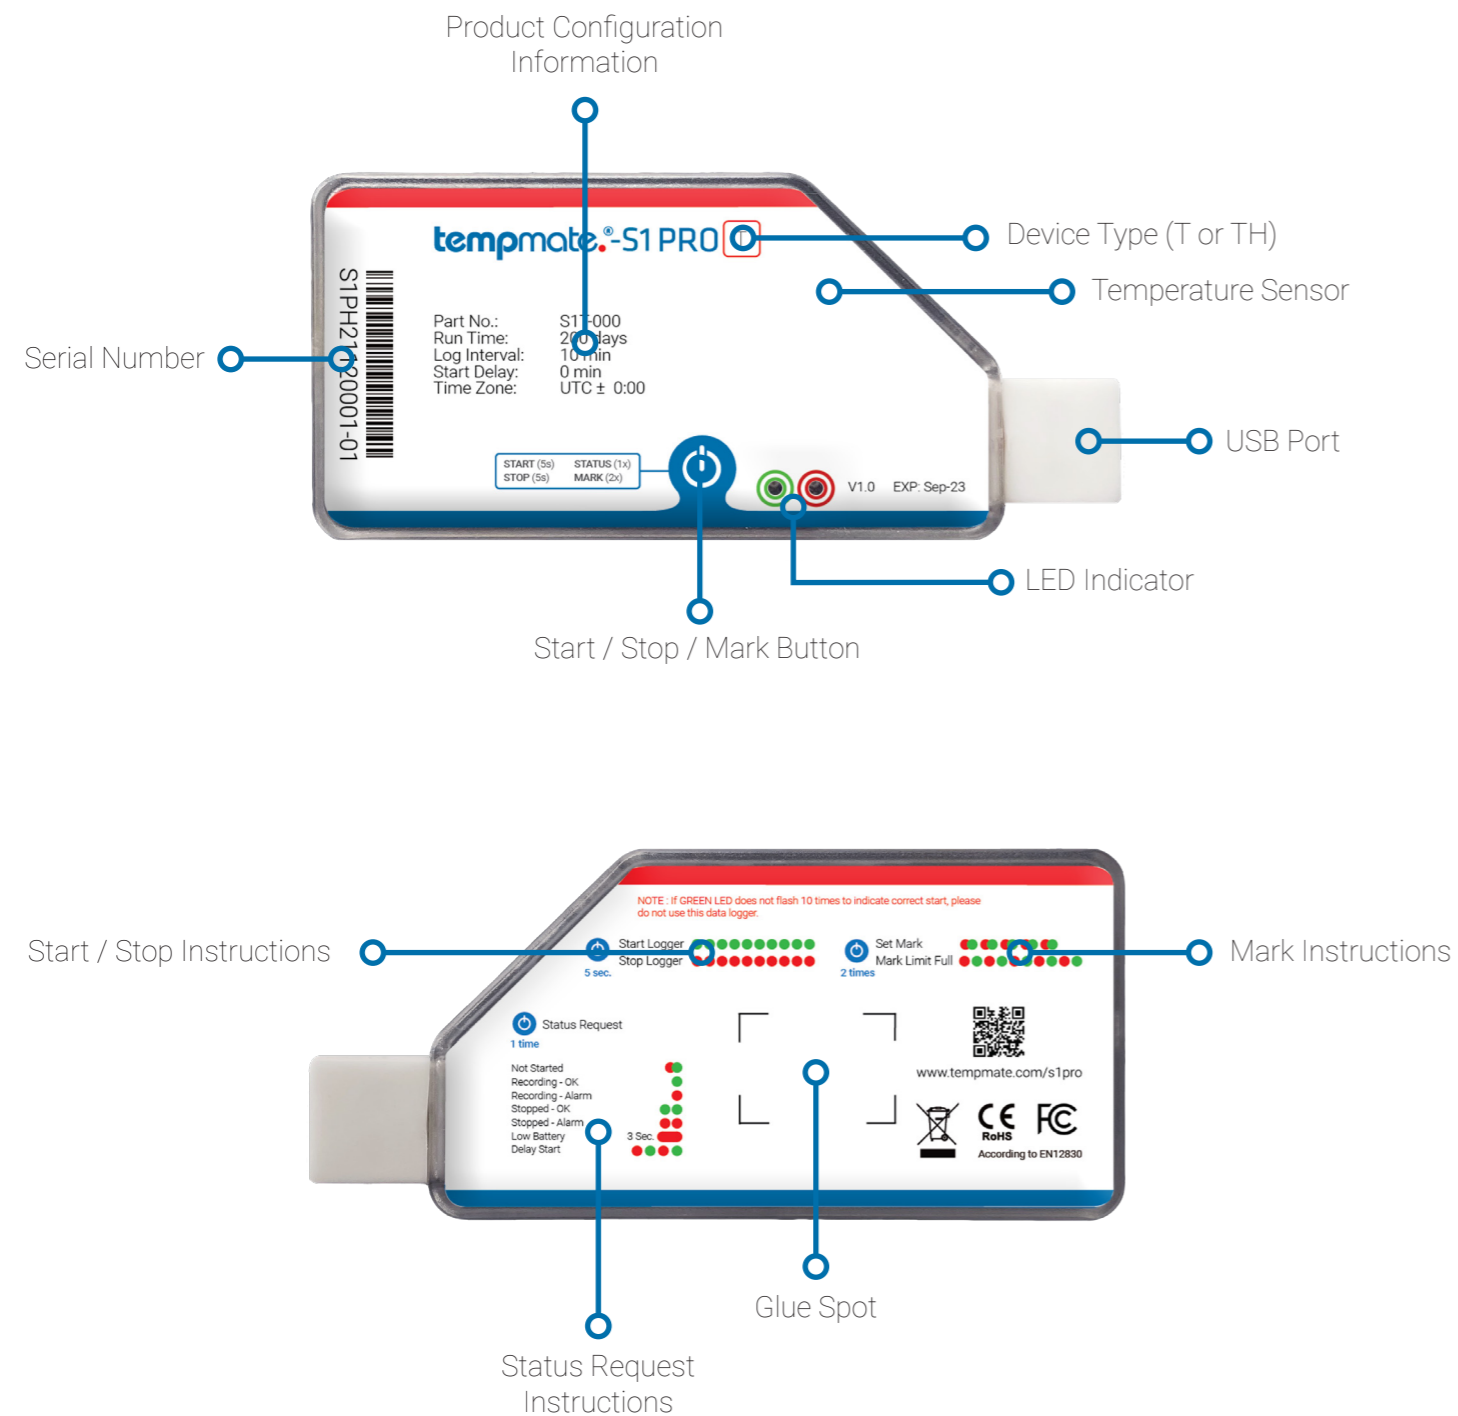 Product Configuration
Information
tempmate.®-S1 PRO T
Device Type (T or TH)
Temperature Sensor
Serial Number
Part No.: S1T-000
Run Time: 200 days
Log Interval: 10 min
Start Delay: 0 min
Time Zone: UTC ± 0:00
USB Port
START (5s) STATUS (1x)
STOP (5s) MARK (2x)
V1.0 EXP: Sep-23
LED Indicator
Start / Stop / Mark Button
NOTE : If GREEN LED does not flash 10 times to indicate correct start, please
do not use this data logger.
Start / Stop Instructions
Start Logger
Stop Logger
5 sec.
Set Mark
Mark Limit Full
2 times
Mark Instructions
Status Request
1 time
Not Started
Recording - OK
Recording - Alarm
Stopped - OK
Stopped - Alarm
Low Battery 3 Sec.
Delay Start
www.tempmate.com/s1pro
CE
RoHS
FC
According to EN12830
Glue Spot
Status Request
Instructions